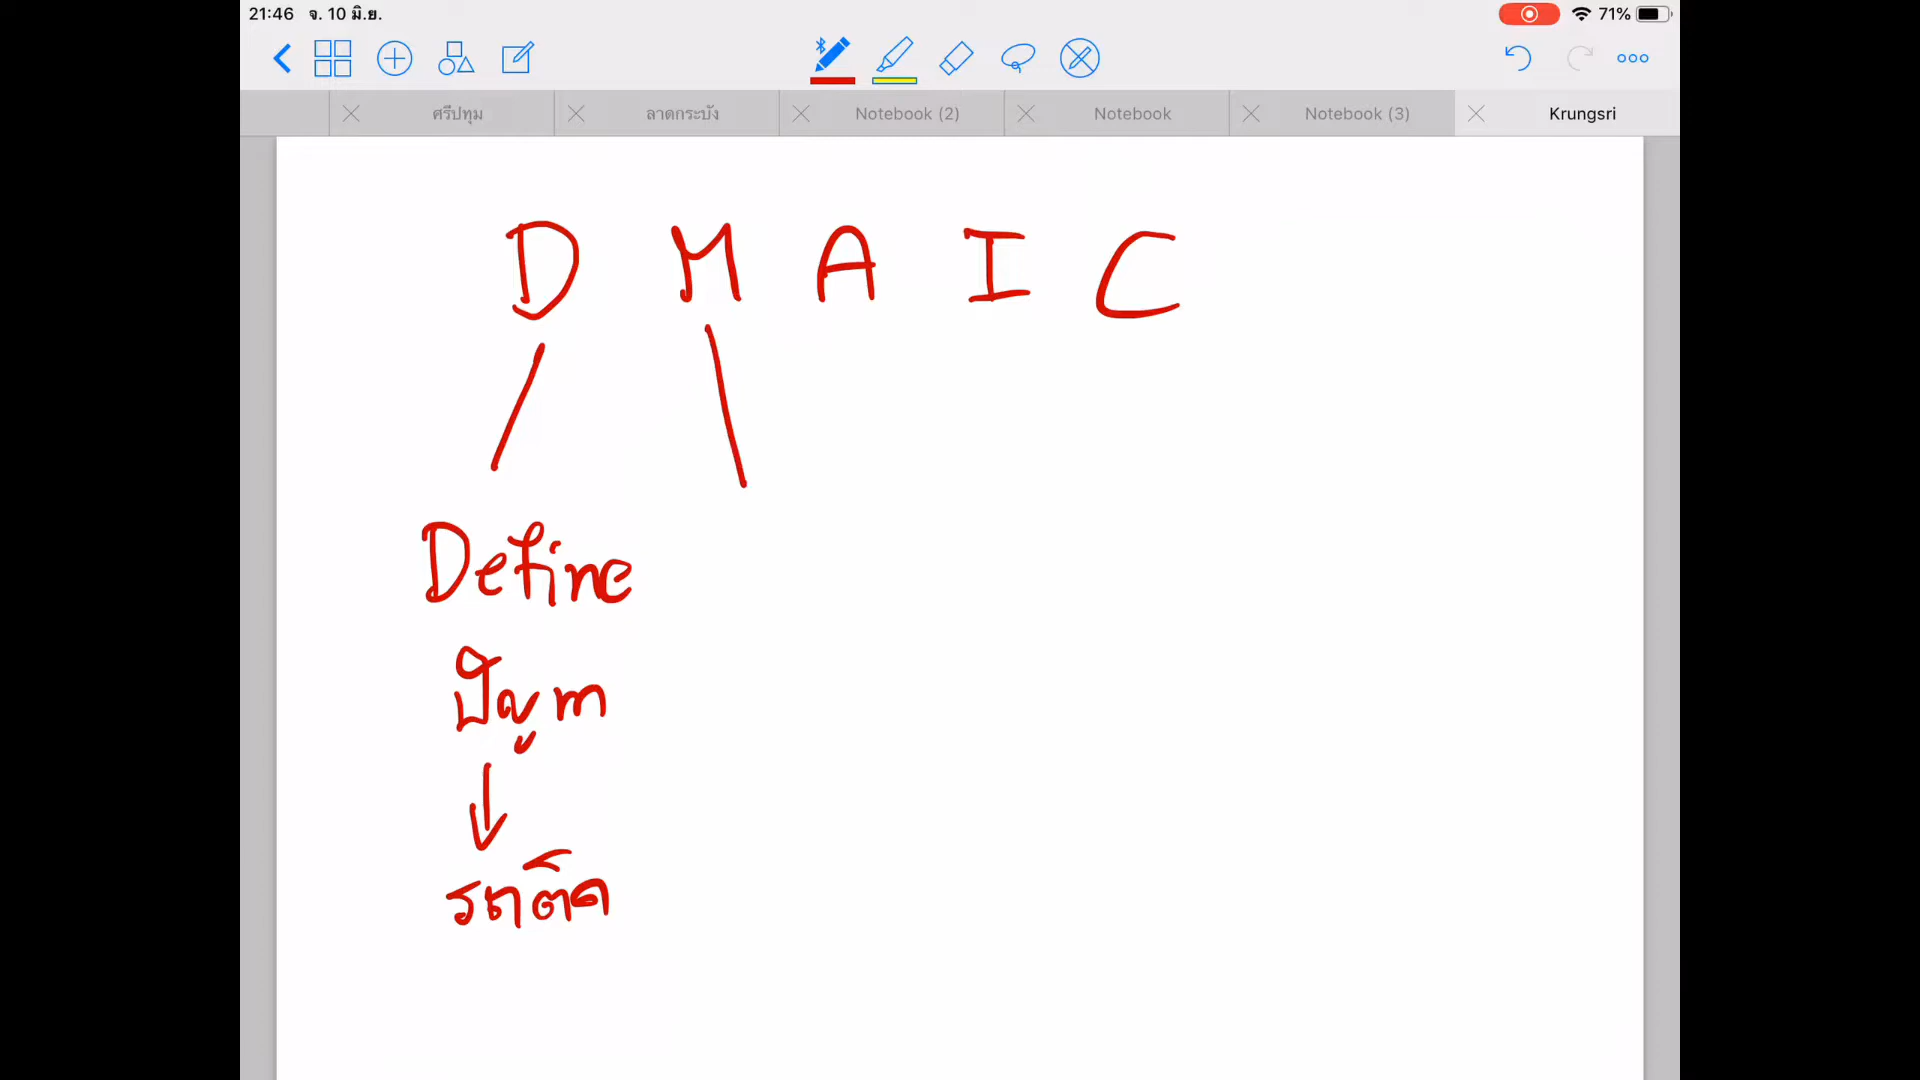 21:46 จ. 10 มิ.ย. 71%
ศรีปทุม ลาดกระบัง Notebook (2) Notebook Notebook (3) Krungsri
D M A I C
Define
ปัญหา
รถติด